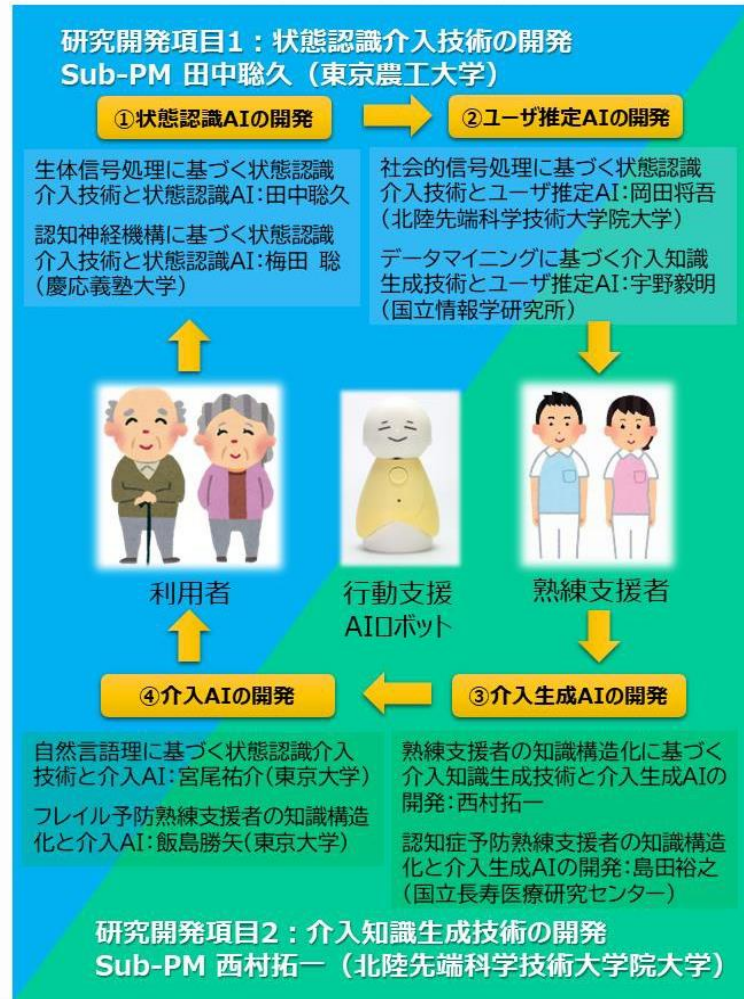 研究開発項目1：状態認識介入技術の開発
Sub-PM 田中聡久（東京農工大学）
①状態認識AIの開発
②ユーザ推定AIの開発
生体信号処理に基づく状態認識
介入技術と状態認識AI：田中聡久
認知神経機構に基づく状態認識
介入技術と状態認識AI：梅田 聡
（慶応義塾大学）
社会的信号処理に基づく状態認識
介入技術とユーザ推定AI：岡田将吾
（北陸先端科学技術大学院大学）
データマイニングに基づく介入知識
生成技術とユーザ推定AI：宇野毅明
（国立情報学研究所）
利用者
行動支援
AIロボット
熟練支援者
④介入AIの開発
③介入生成AIの開発
自然言語理に基づく状態認識介入
技術と介入AI：宮尾祐介（東京大学）
フレイル予防熟練支援者の知識構造
化と介入AI：飯島勝矢（東京大学）
熟練支援者の知識構造化に基づく
介入知識生成技術と介入生成AIの
開発：西村拓一
認知症予防熟練支援者の知識構造
化と介入生成AIの開発：島田裕之
（国立長寿医療研究センター）
研究開発項目2：介入知識生成技術の開発
Sub-PM 西村拓一（北陸先端科学技術大学院大学）